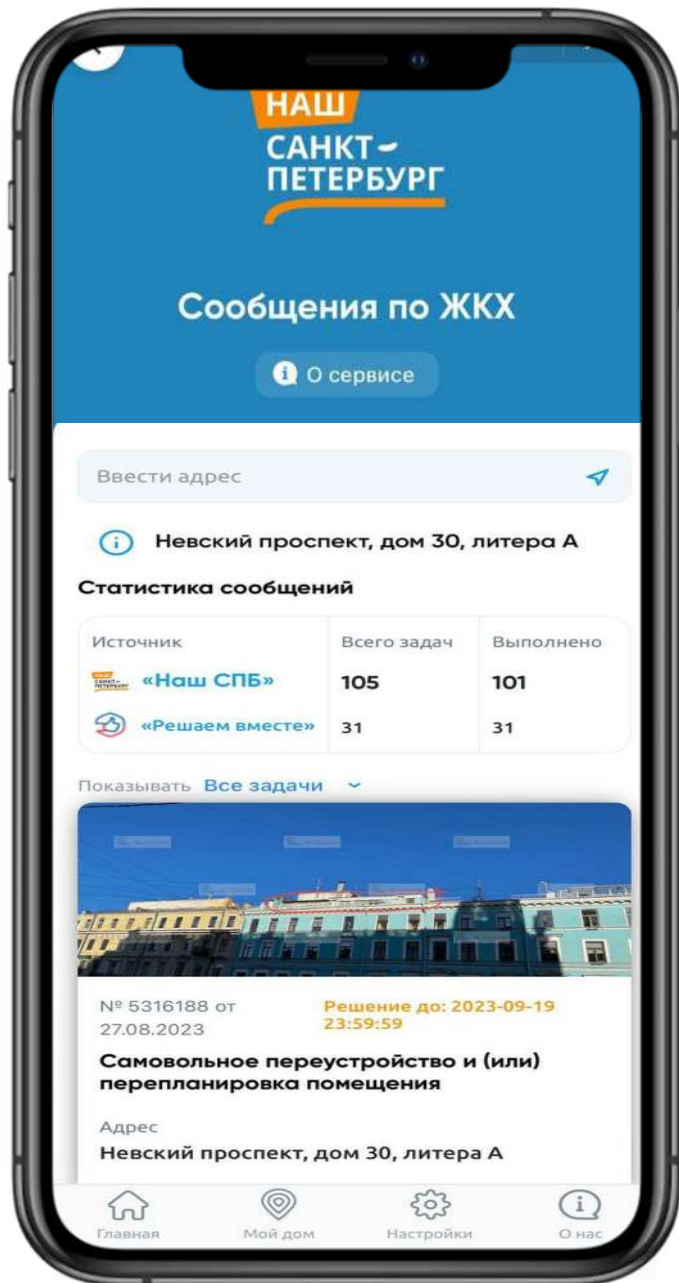 НАШ
САНКТ-
ПЕТЕРБУРГ
Сообщения по ЖКХ
О сервисе
Ввести адрес
Невский проспект, дом 30, литера А
Статистика сообщений
Источник Всего задач Выполнено
«Наш СПБ» 105 101
«Решаем вместе» 31 31
Показывать Все задачи
№ 5316188 от
27.08.2023
Решение до: 2023-09-19
23:59:59
Самовольное переустройство и (или)
перепланировка помещения
Адрес
Невский проспект, дом 30, литера А
Главная Мой дом Настройки О нас